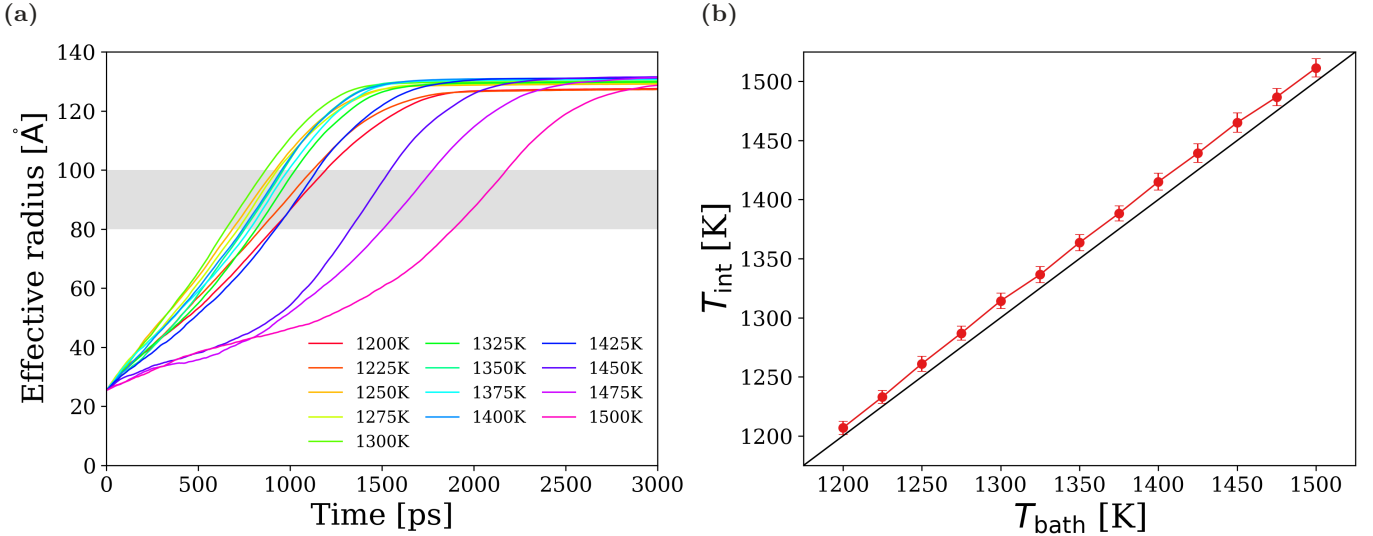 (a)
140
120
100
80
60
40
20
0
Effective radius [Å]
0 500 1000 1500 2000 2500 3000
Time [ps]
1200K
1225K
1250K
1275K
1300K
1325K
1350K
1375K
1400K
1425K
1450K
1475K
1500K
(b)
1500
1450
1400
1350
1300
1250
1200
T_int [K]
1200 1250 1300 1350 1400 1450 1500
T_bath [K]